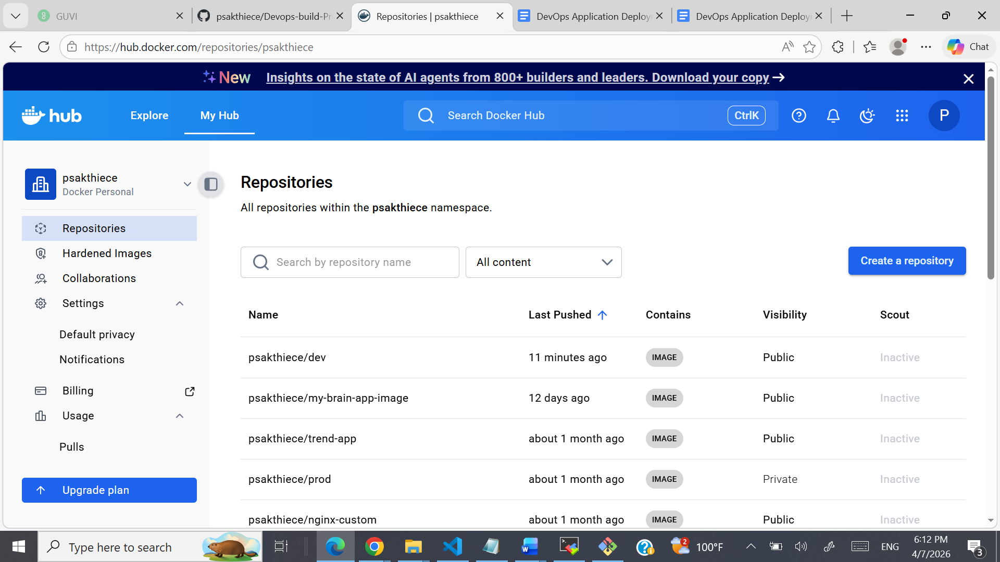 GUVI
psakthiece/Devops-build-Pr
Repositories | psakthiece
DevOps Application Deploy
DevOps Application Deploy
https://hub.docker.com/repositories/psakthiece
Chat
New Insights on the state of AI agents from 800+ builders and leaders. Download your copy →
hub
Explore
My Hub
Search Docker Hub
CtrlK
P
psakthiece
Docker Personal
Repositories
Hardened Images
Collaborations
Settings
Default privacy
Notifications
Billing
Usage
Pulls
Upgrade plan
Repositories
All repositories within the psakthiece namespace.
Search by repository name
All content
Create a repository
Name Last Pushed Contains Visibility Scout
psakthiece/dev 11 minutes ago IMAGE Public Inactive
psakthiece/my-brain-app-image 12 days ago IMAGE Public Inactive
psakthiece/trend-app about 1 month ago IMAGE Public Inactive
psakthiece/prod about 1 month ago IMAGE Private Inactive
psakthiece/nginx-custom about 1 month ago IMAGE Public Inactive
Type here to search
2
100°F
ENG
6:12 PM
4/7/2026
3